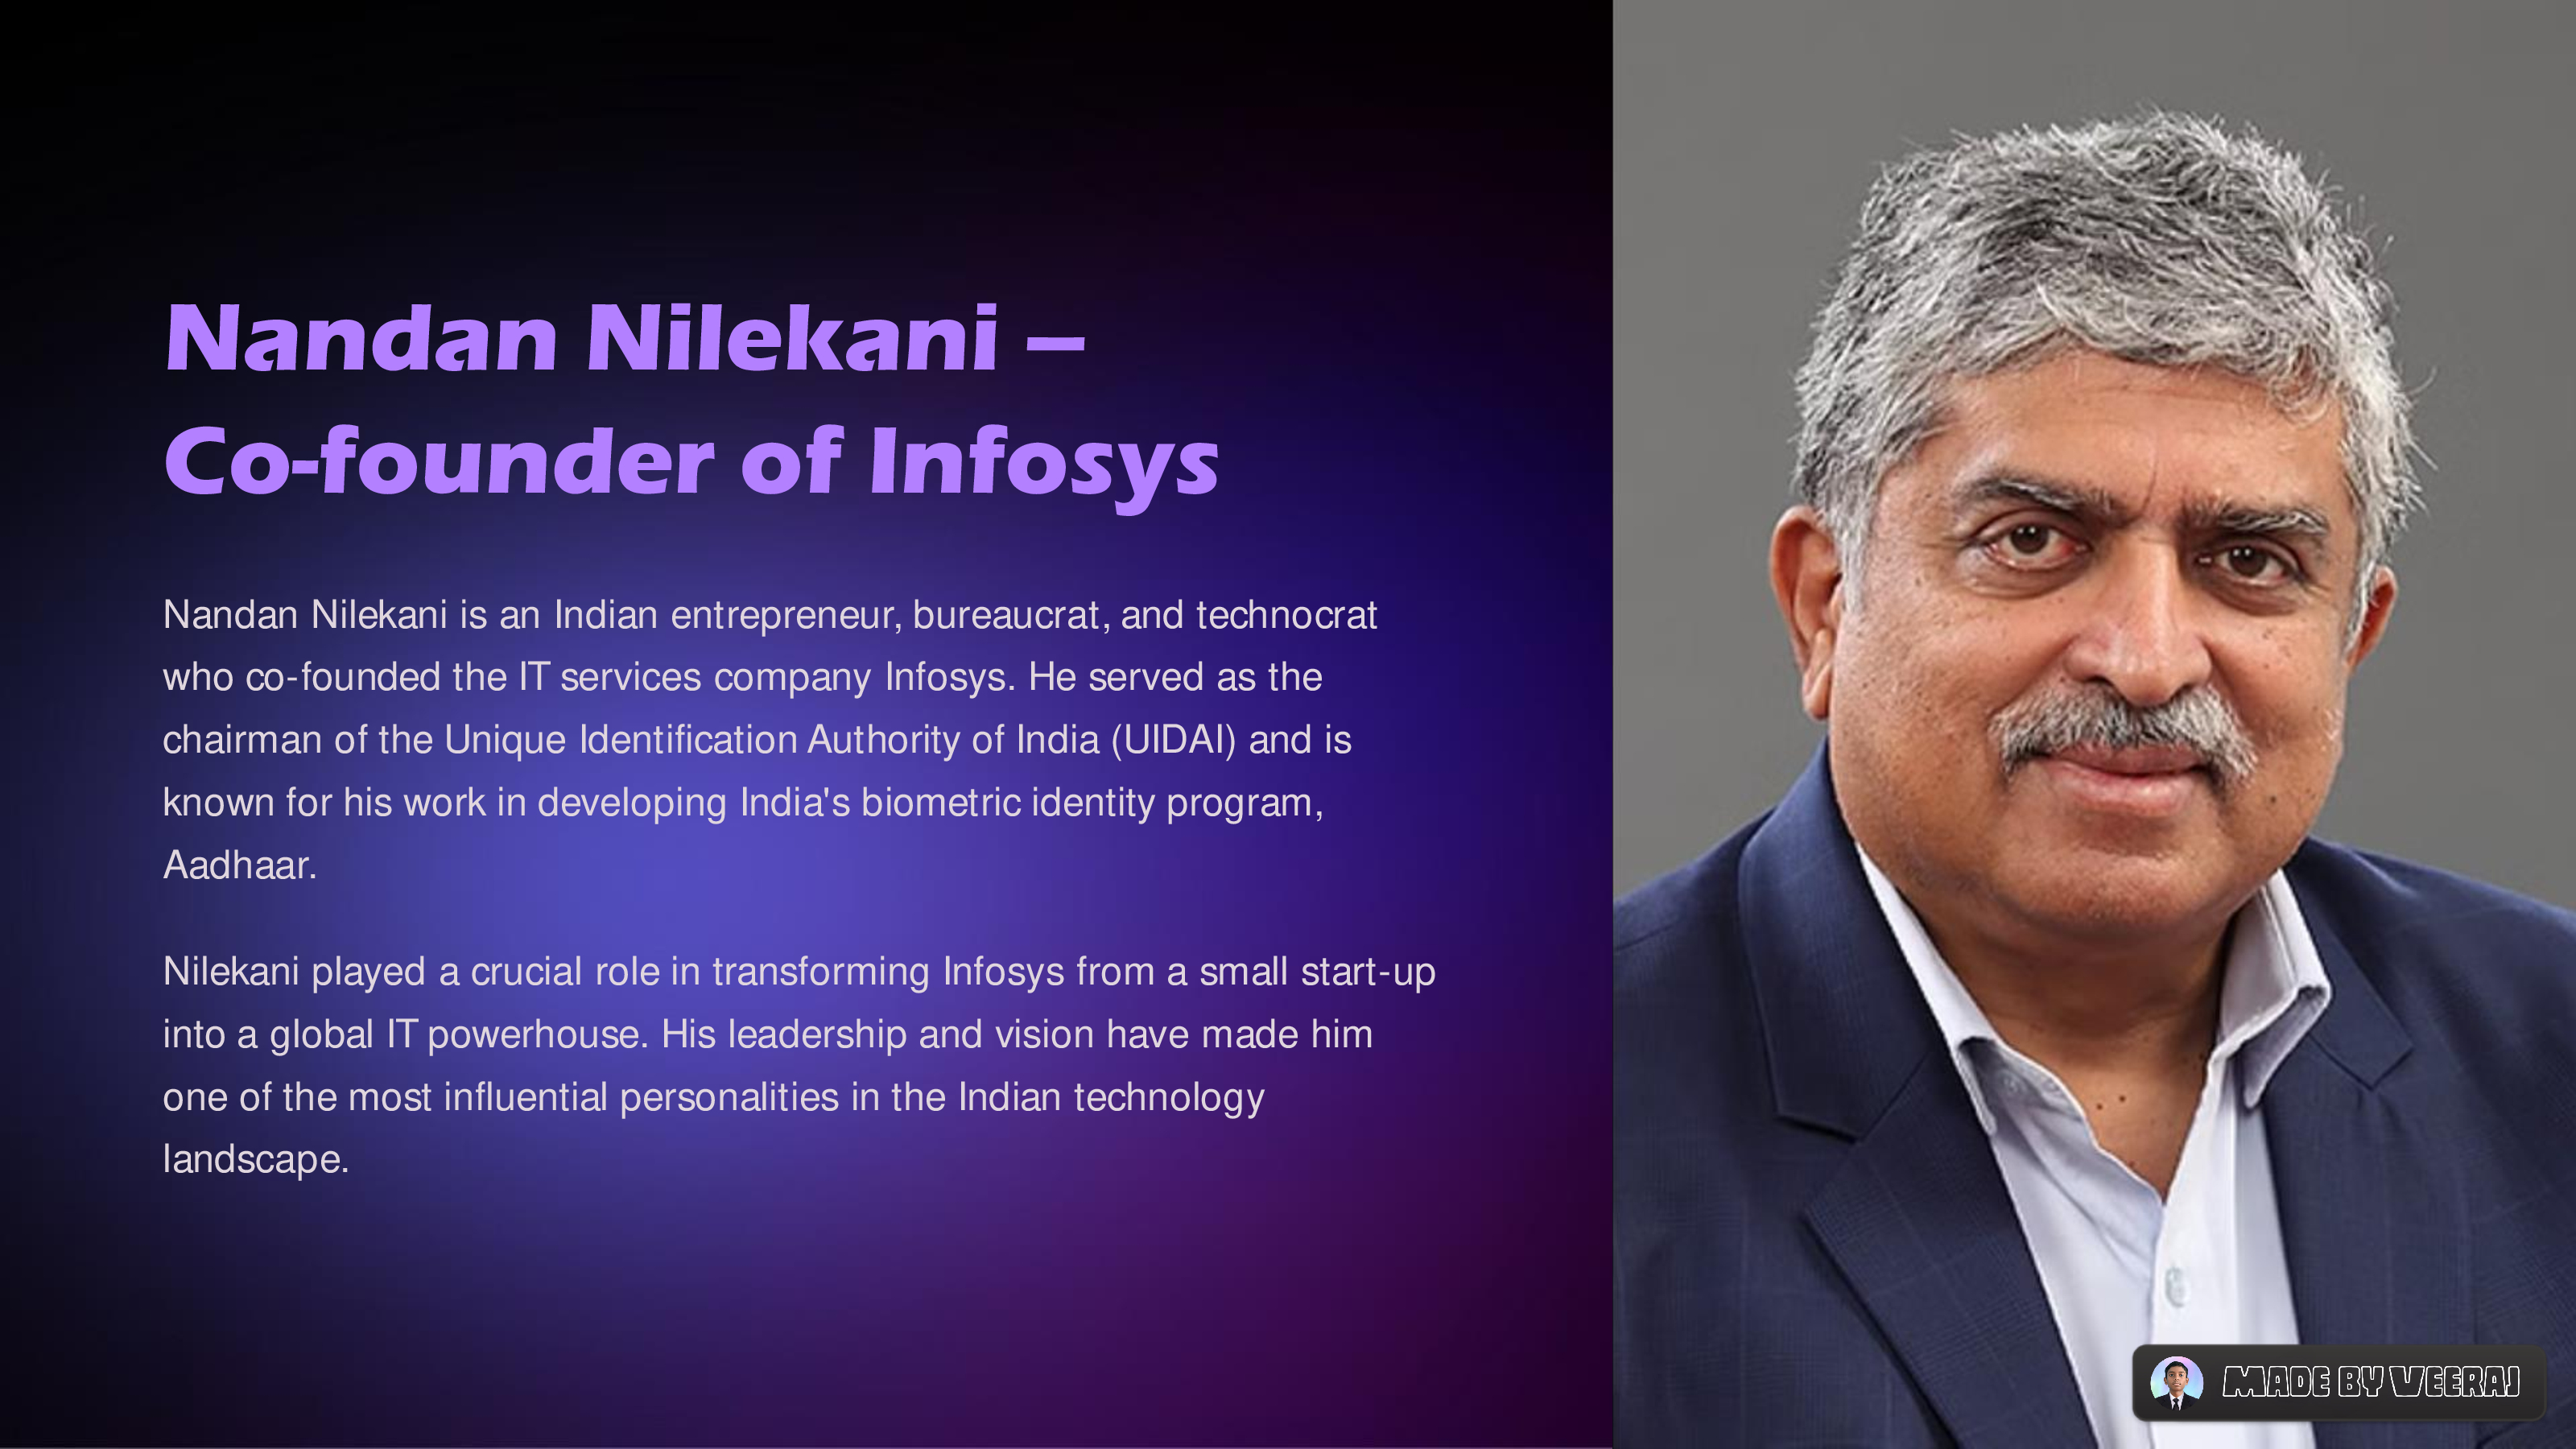 Nandan Nilekani –
Co-founder of Infosys
Nandan Nilekani is an Indian entrepreneur, bureaucrat, and technocrat
who co-founded the IT services company Infosys. He served as the
chairman of the Unique Identification Authority of India (UIDAI) and is
known for his work in developing India's biometric identity program,
Aadhaar.
Nilekani played a crucial role in transforming Infosys from a small start-up
into a global IT powerhouse. His leadership and vision have made him
one of the most influential personalities in the Indian technology
landscape.
MADE BY VEERAJ